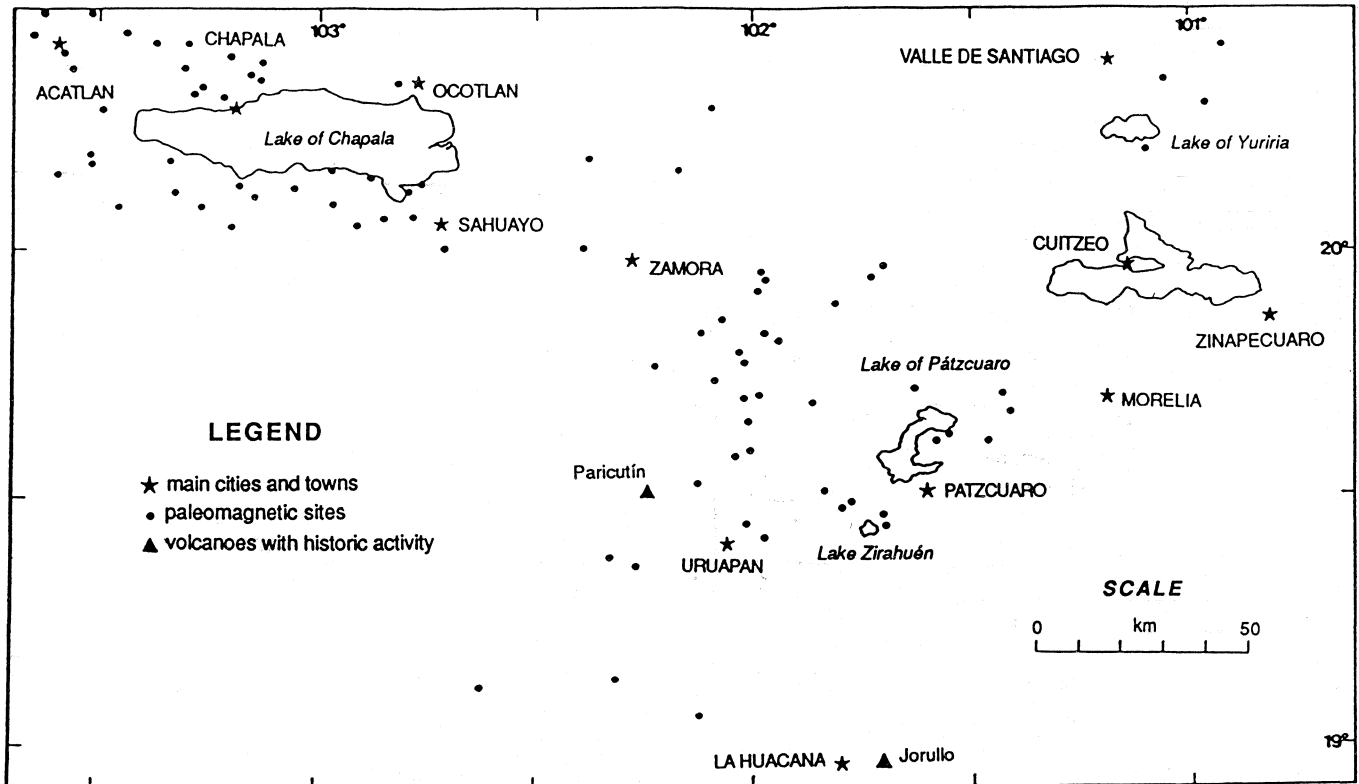 103°
102°
101°
CHAPALA
VALLE DE SANTIAGO
ACATLAN
OCOTLAN
Lake of Chapala
Lake of Yuriria
SAHUAYO
CUITZEO
20°
ZAMORA
ZINAPECUARO
Lake of Pátzcuaro
MORELIA
LEGEND
main cities and towns
paleomagnetic sites
volcanoes with historic activity
Paricutín
PATZCUARO
Lake Zirahuén
URUAPAN
SCALE
0 km 50
19°
LA HUACANA
Jorullo